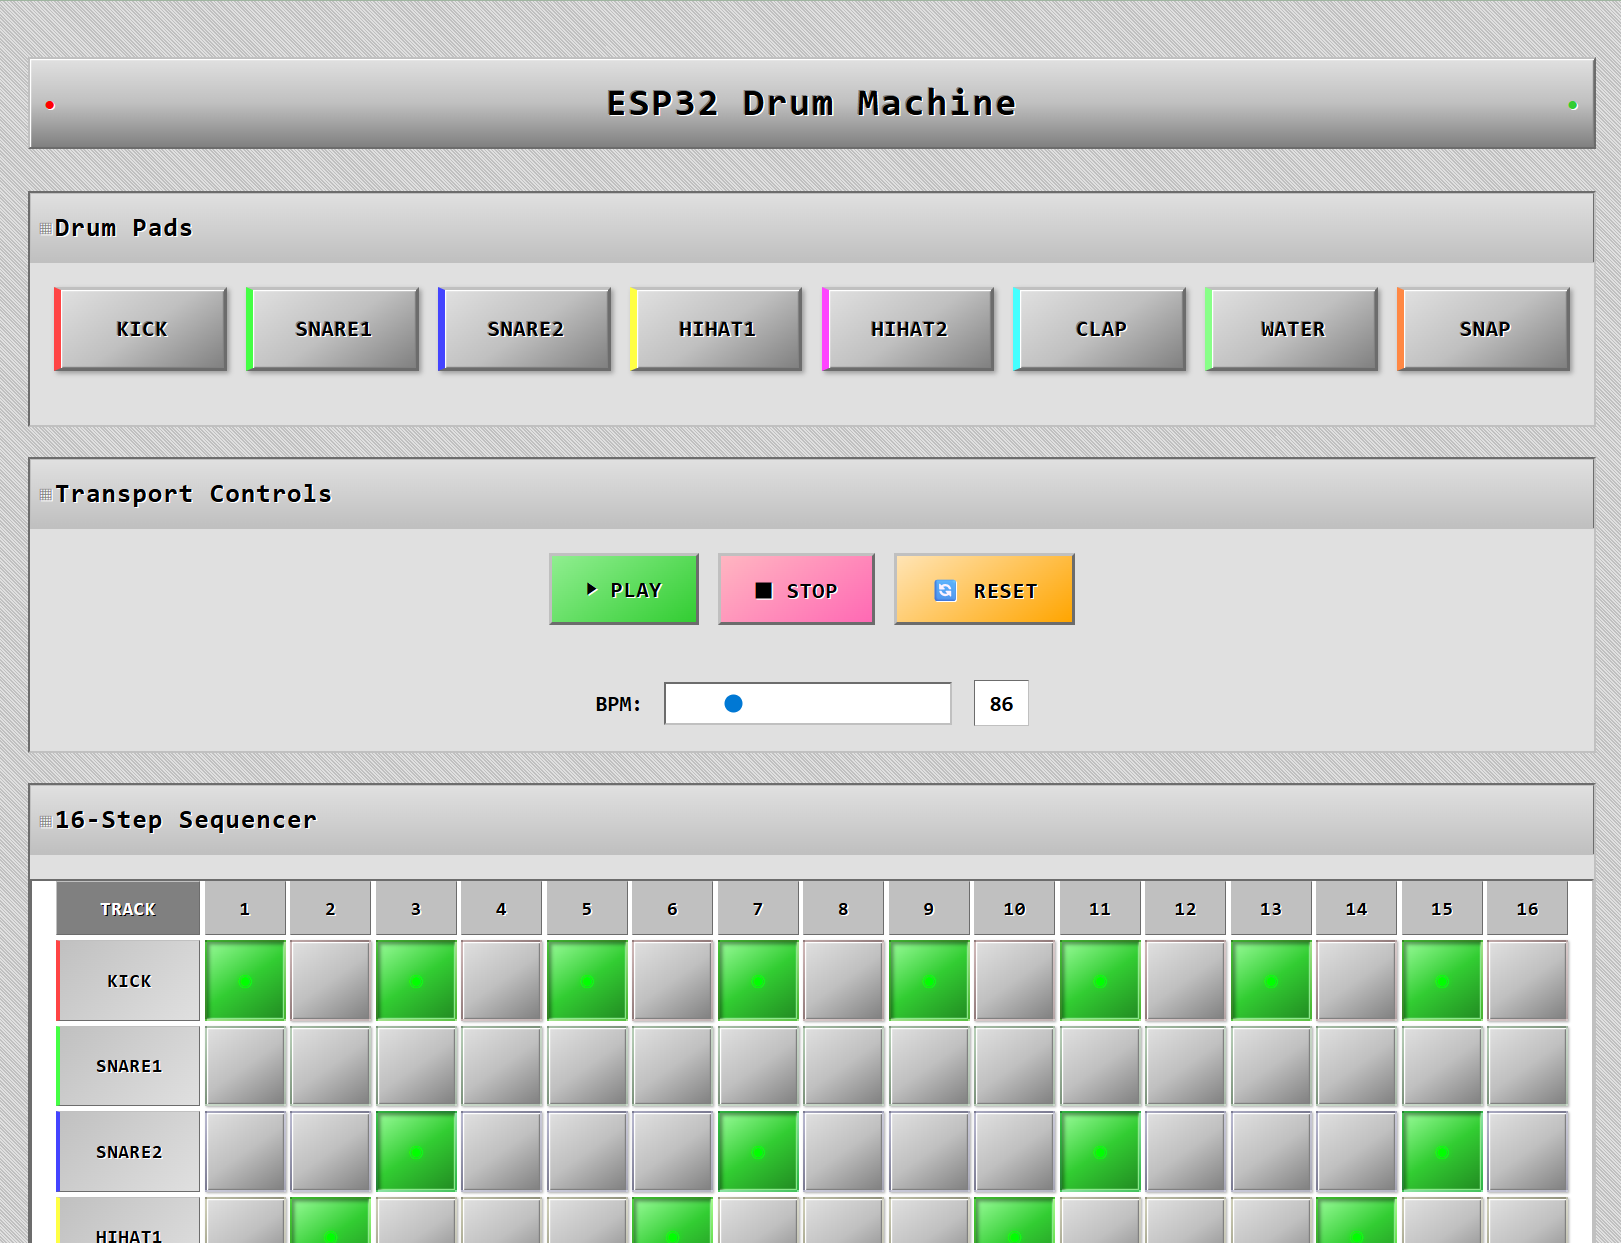 ESP32 Drum Machine
Drum Pads
KICK SNARE1 SNARE2 HIHAT1 HIHAT2 CLAP WATER SNAP
Transport Controls
PLAY STOP RESET
BPM: 86
16-Step Sequencer
TRACK 1 2 3 4 5 6 7 8 9 10 11 12 13 14 15 16
KICK
SNARE1
SNARE2
HIHAT1